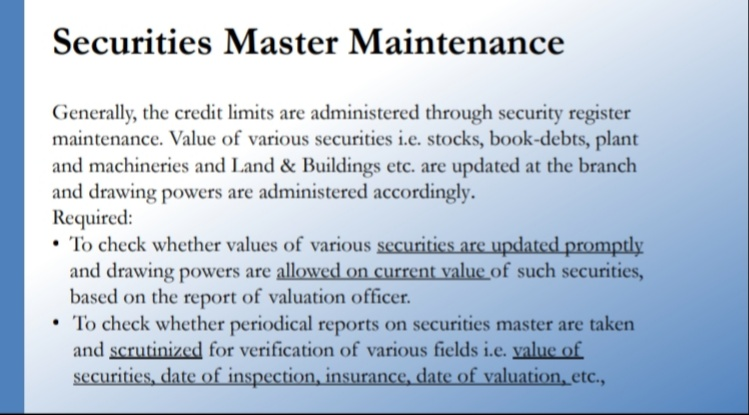 Securities Master Maintenance
Generally, the credit limits are administered through security register
maintenance. Value of various securities i.e. stocks, book-debts, plant
and machineries and Land & Buildings etc. are updated at the branch
and drawing powers are administered accordingly.
Required:
• To check whether values of various securities are updated promptly
and drawing powers are allowed on current value of such securities,
based on the report of valuation officer.
• To check whether periodical reports on securities master are taken
and scrutinized for verification of various fields i.e. value of
securities, date of inspection, insurance, date of valuation, etc.,